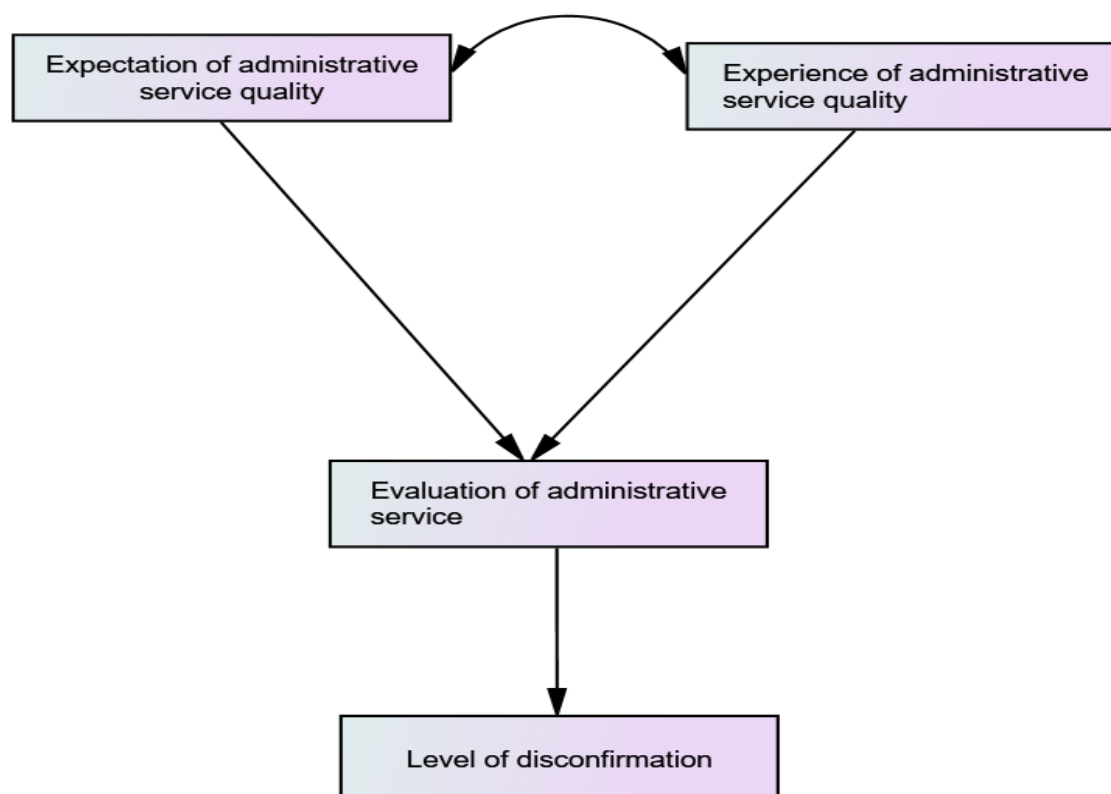 Expectation of administrative
service quality
Experience of administrative
service quality
Evaluation of administrative
service
Level of disconfirmation